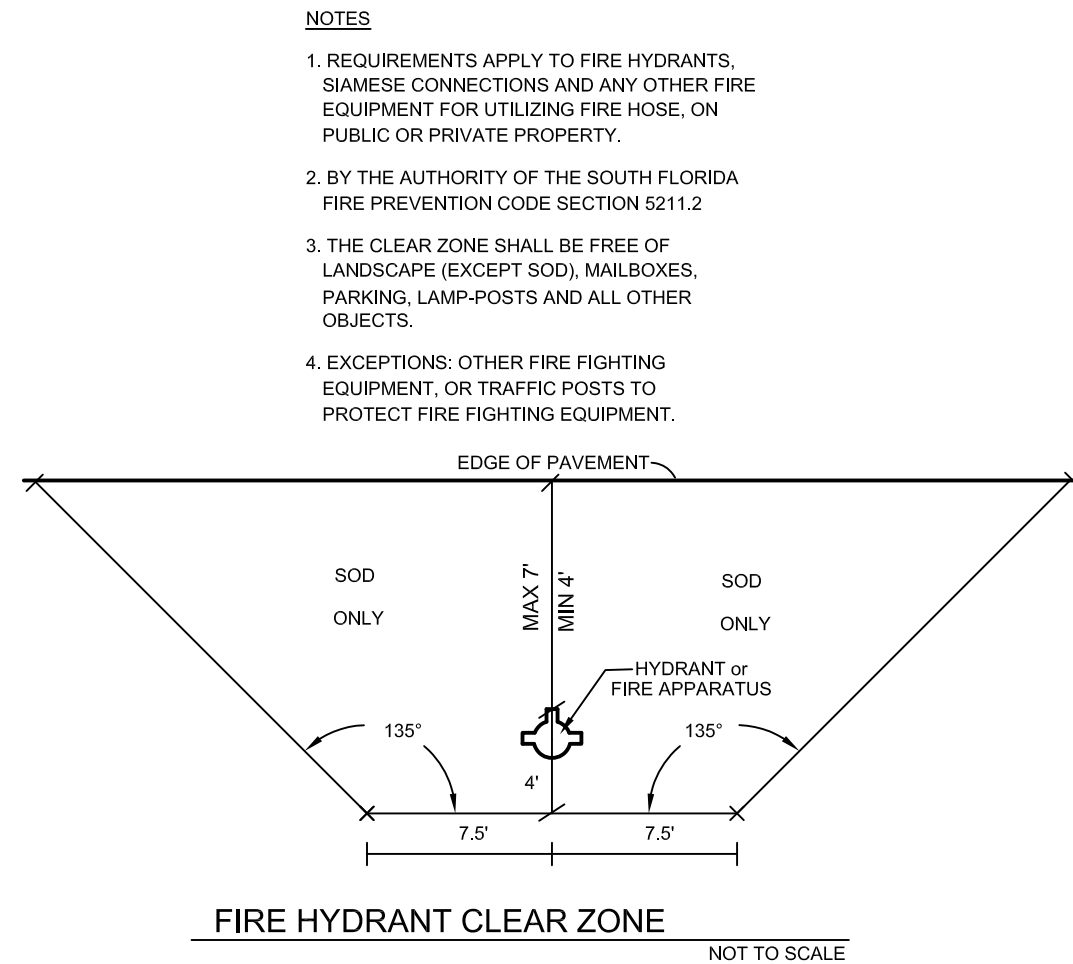 NOTES
1. REQUIREMENTS APPLY TO FIRE HYDRANTS,
SIAMESE CONNECTIONS AND ANY OTHER FIRE
EQUIPMENT FOR UTILIZING FIRE HOSE, ON
PUBLIC OR PRIVATE PROPERTY.
2. BY THE AUTHORITY OF THE SOUTH FLORIDA
FIRE PREVENTION CODE SECTION 5211.2
3. THE CLEAR ZONE SHALL BE FREE OF
LANDSCAPE (EXCEPT SOD), MAILBOXES,
PARKING, LAMP-POSTS AND ALL OTHER
OBJECTS.
4. EXCEPTIONS: OTHER FIRE FIGHTING
EQUIPMENT, OR TRAFFIC POSTS TO
PROTECT FIRE FIGHTING EQUIPMENT.
EDGE OF PAVEMENT
SOD
ONLY
MAX 7'
MIN 4'
SOD
ONLY
HYDRANT or
FIRE APPARATUS
135°
135°
4'
7.5'
7.5'
FIRE HYDRANT CLEAR ZONE
NOT TO SCALE